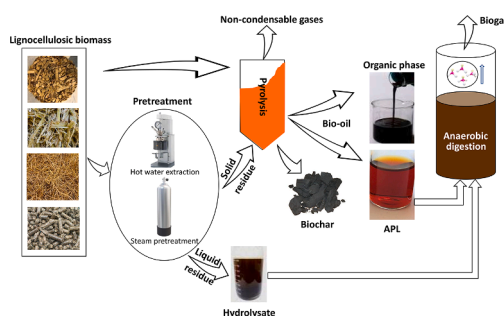 Non-condensable gases
Bioga
Lignocellulosic biomass
Organic phase
Pyrolysis
Pretreatment
Bio-oil
Anaerobic
digestion
Hot water extraction
Solid
residue
Steam pretreatment
Biochar
APL
Liquid
residue
Hydrolysate